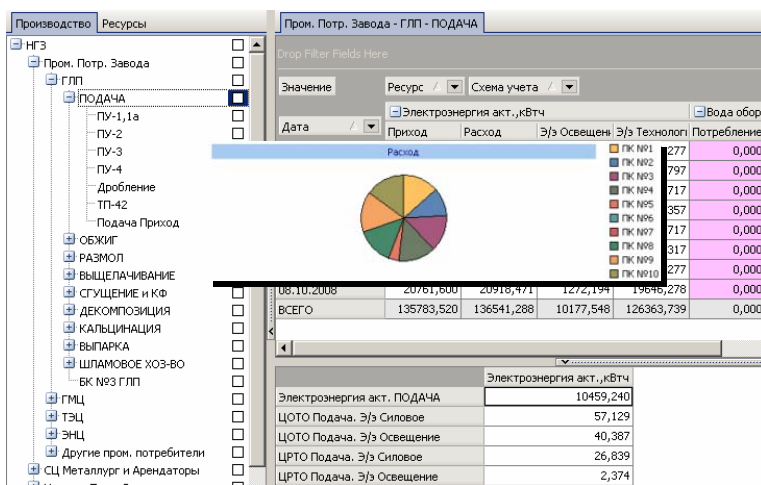 Производство Ресурсы
Пром. Потр. Завода - ГЛП - ПОДАЧА
НГЗ
Пром. Потр. Завода
ГЛП
ПОДАЧА
ПУ-1,1а
ПУ-2
ПУ-3
ПУ-4
Дробление
ТП-42
Подача Приход
ОБЖИГ
РАЗМОЛ
ВЫЩЕЛАЧИВАНИЕ
СГУЩЕНИЕ и КФ
ДЕКОМПОЗИЦИЯ
КАЛЬЦИНАЦИЯ
ВЫПАРКА
ШЛАМОВОЕ ХОЗ-ВО
БК №3 ГЛП
ГМЦ
ТЭЦ
ЭНЦ
Другие пром. потребители
СЦ Металлург и Арендаторы
Drop Filter Fields Here
Значение Ресурс Схема учета
Электроэнергия акт.,кВтч Вода обор
Дата Приход Расход Э/э Освещен Э/э Технологі Потребление
277 0,000
797 0,000
717 0,000
357 0,000
717 0,000
317 0,000
277 0,000
Расход
ПК №1
ПК №2
ПК №3
ПК №4
ПК №5
ПК №6
ПК №7
ПК №8
ПК №9
ПК №10
08.10.2008 20761,600 20918,471 1272,194 19646,278 0,000
ВСЕГО 135783,520 136541,288 10177,548 126363,739 0,000
Электроэнергия акт.,кВтч
Электроэнергия акт. ПОДАЧА 10459,240
ЦОТО Подача. Э/э Силовое 57,129
ЦОТО Подача. Э/э Освещение 40,387
ЦРТО Подача. Э/э Силовое 26,839
ЦРТО Подача. Э/э Освещение 2,374